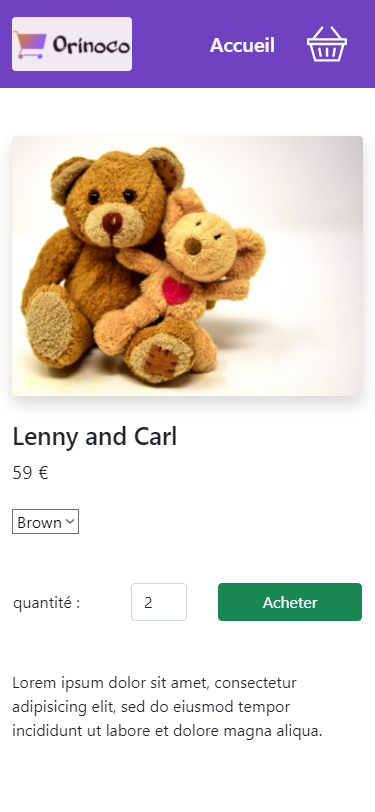 Orinoco
Accueil
Lenny and Carl
59 €
Brown
quantité :
2
Acheter
Lorem ipsum dolor sit amet, consectetur
adipisicing elit, sed do eiusmod tempor
incididunt ut labore et dolore magna aliqua.